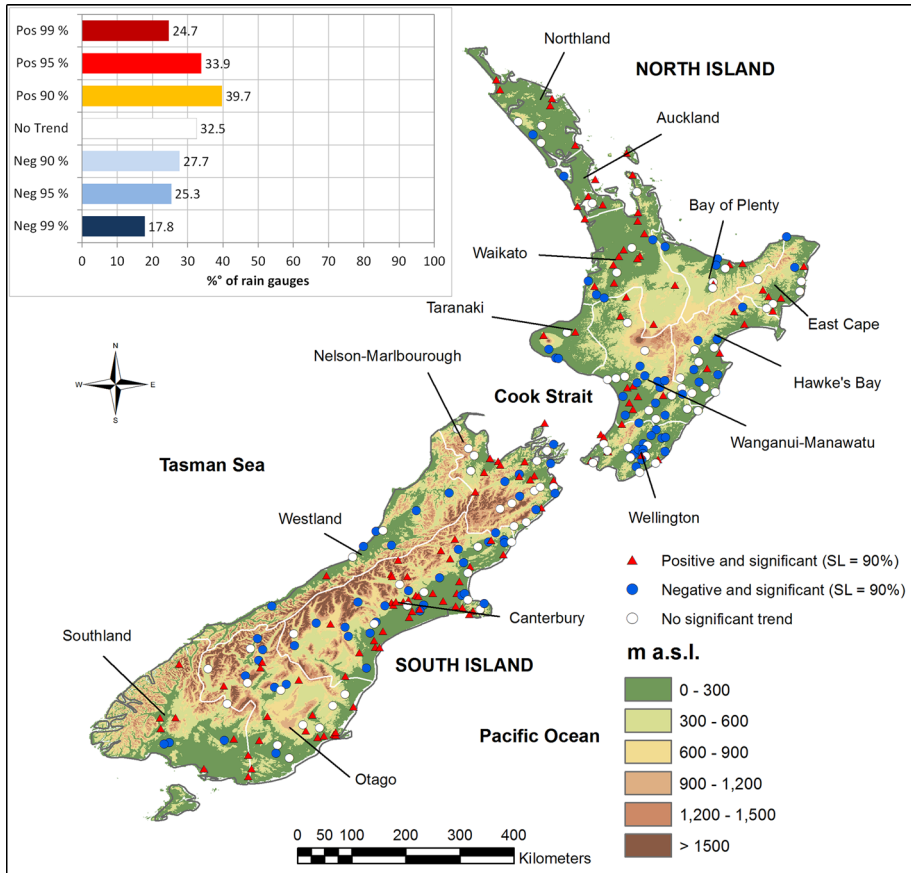 Pos 99 % 24.7
Pos 95 % 33.9
Pos 90 % 39.7
No Trend 32.5
Neg 90 % 27.7
Neg 95 % 25.3
Neg 99 % 17.8
0 10 20 30 40 50 60 70 80 90 100
%° of rain gauges
Northland
NORTH ISLAND
Auckland
Bay of Plenty
Waikato
Taranaki
East Cape
Nelson-Marlbourough
Hawke's Bay
Cook Strait
Wanganui-Manawatu
Tasman Sea
Wellington
Westland
N
W E
S
Positive and significant (SL = 90%)
Negative and significant (SL = 90%)
No significant trend
Canterbury
Southland
SOUTH ISLAND
Pacific Ocean
Otago
m a.s.l.
0 - 300
300 - 600
600 - 900
900 - 1,200
1,200 - 1,500
> 1500
0 50 100 200 300 400
Kilometers